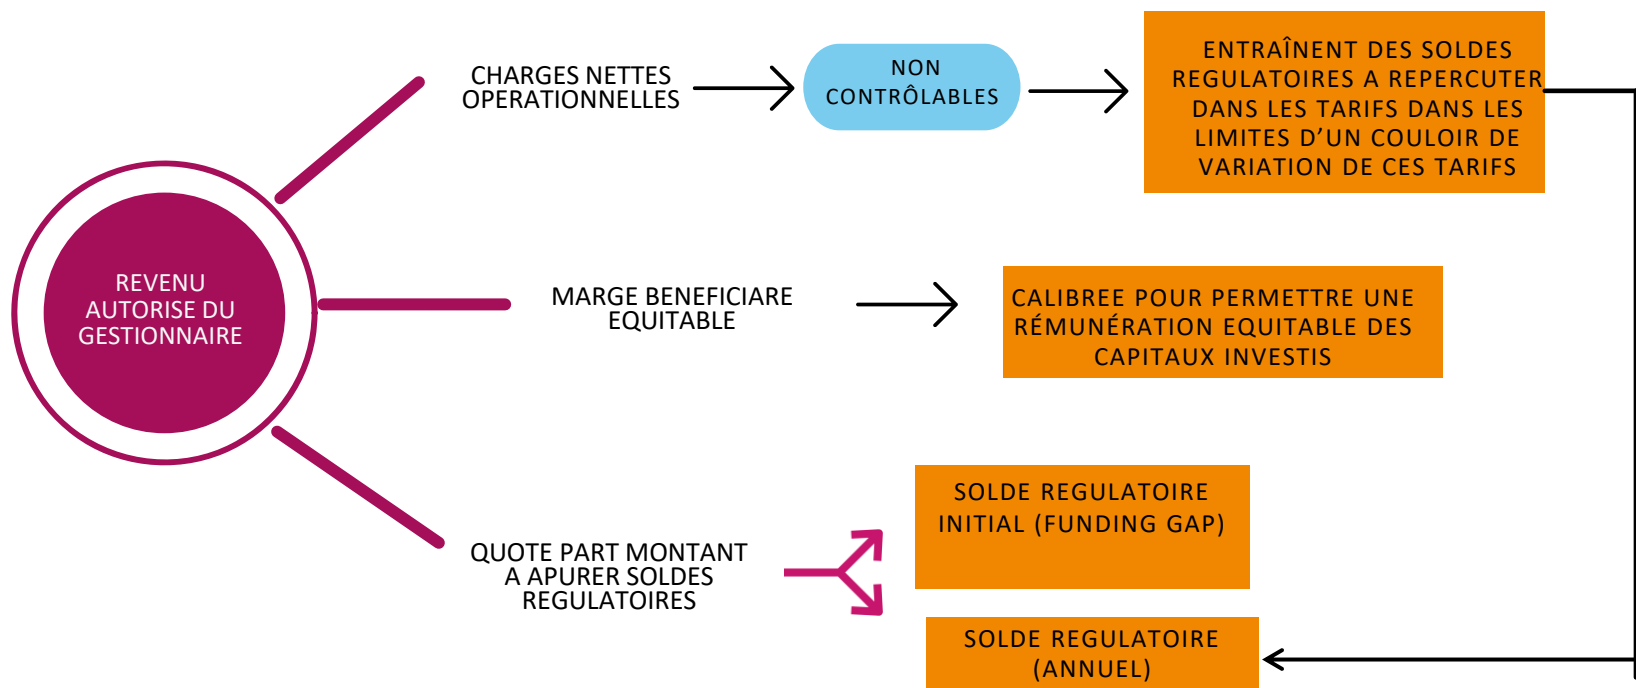 CHARGES NETTES
OPERATIONNELLES
NON
CONTRÔLABLES
ENTRAÎNENT DES SOLDES
REGULATOIRES A REPERCUTER
DANS LES TARIFS DANS LES
LIMITES D’UN COULOIR DE
VARIATION DE CES TARIFS
REVENU
AUTORISE DU
GESTIONNAIRE
MARGE BENEFICIARE
EQUITABLE
CALIBREE POUR PERMETTRE UNE
RÉMUNÉRATION EQUITABLE DES
CAPITAUX INVESTIS
QUOTE PART MONTANT
A APURER SOLDES
REGULATOIRES
SOLDE REGULATOIRE
INITIAL (FUNDING GAP)
SOLDE REGULATOIRE
(ANNUEL)